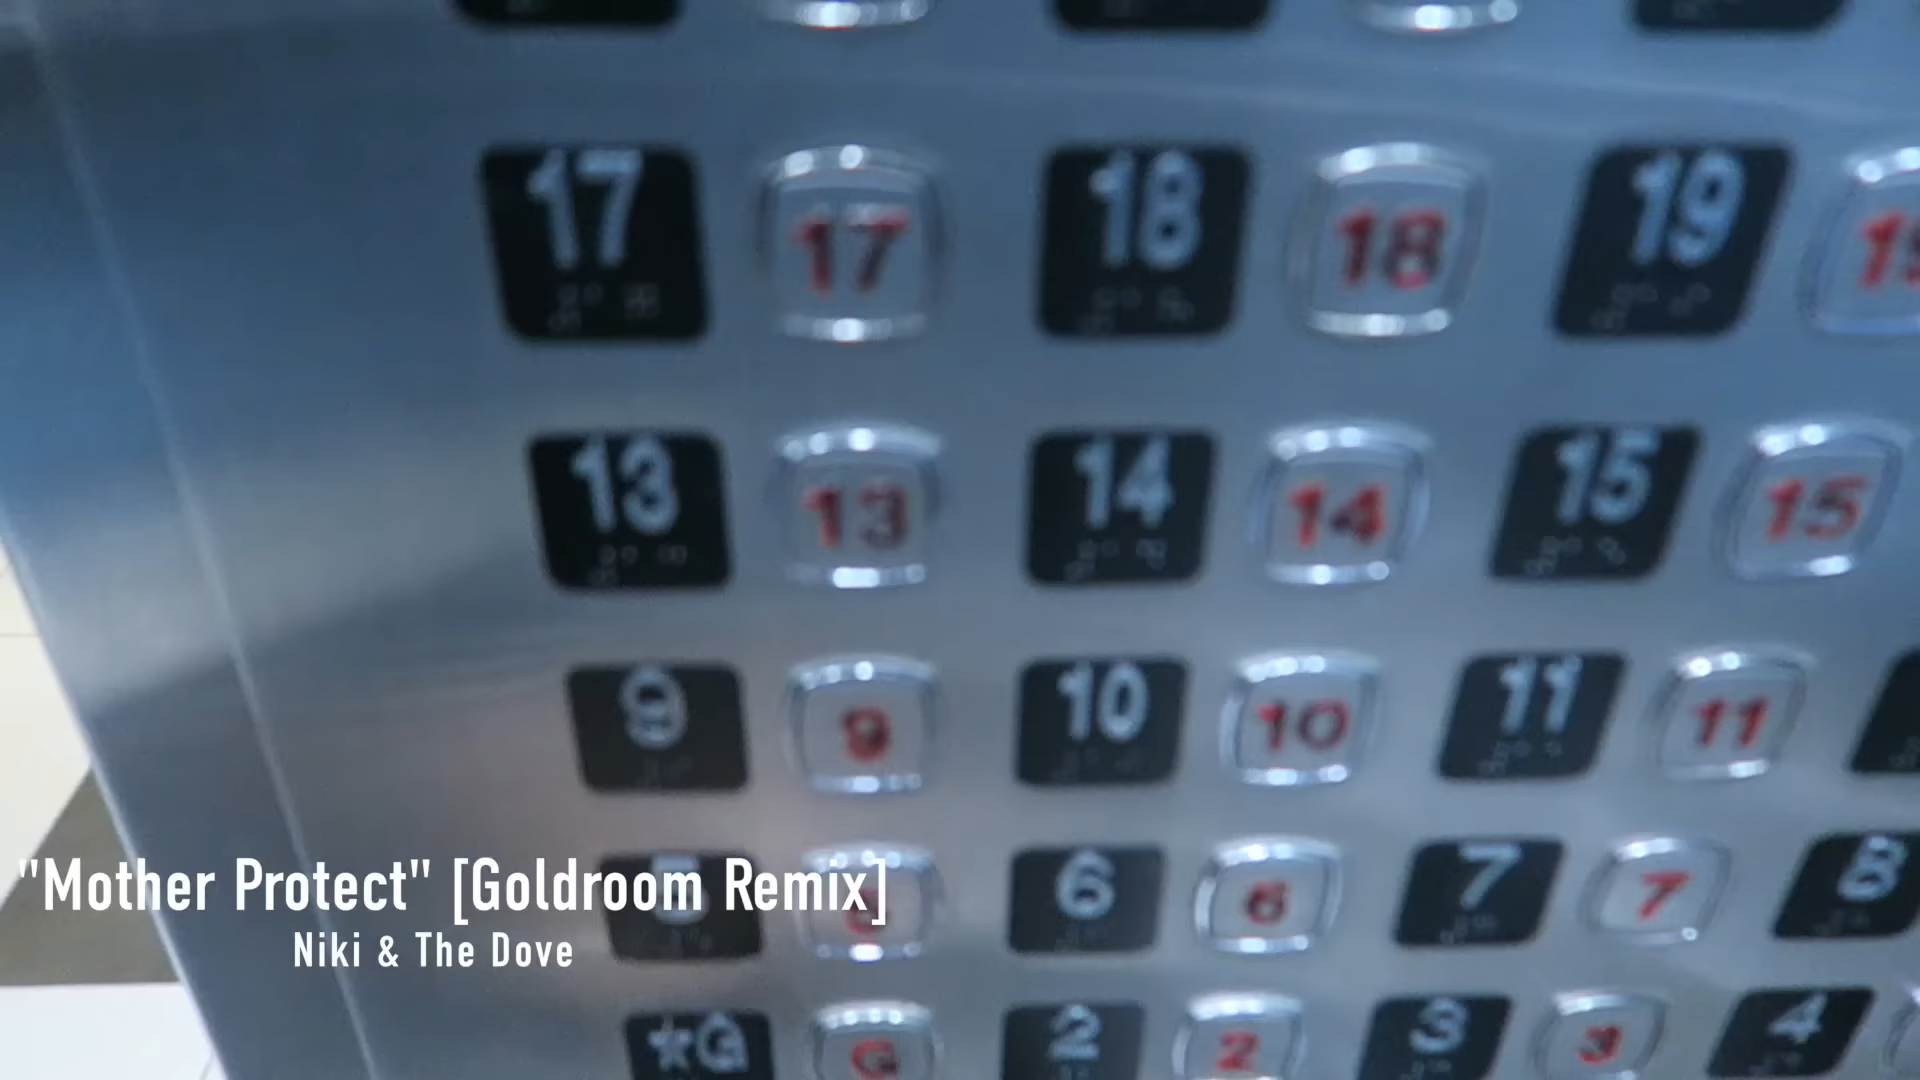 17 17 18 18 19
13 13 14 14 15 15
9 9 10 10 11 11
5 6 6 7 7 8
"Mother Protect" [Goldroom Remix]
Niki & The Dove
★G G 2 2 3 3 4